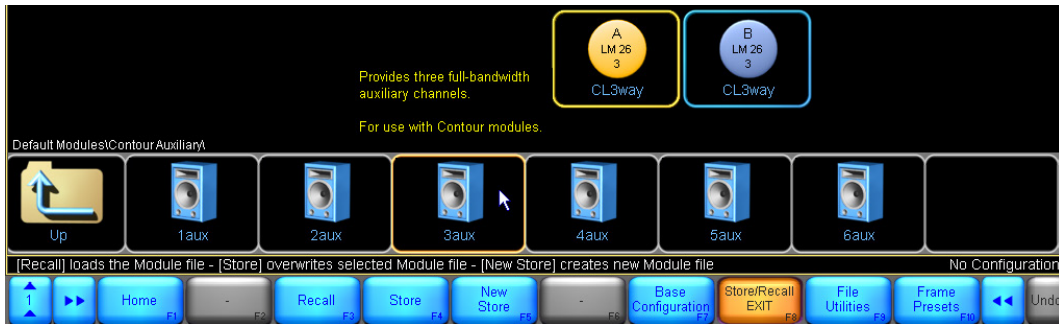 A
LM 26
3
CL3way
B
LM 26
3
CL3way
Provides three full-bandwidth
auxiliary channels.
For use with Contour modules.
Default Modules\Contour Auxiliary\
Up
1aux
2aux
3aux
4aux
5aux
6aux
[Recall] loads the Module file - [Store] overwrites selected Module file - [New Store] creates new Module file
No Configuration
1
Home
F1
-
F2
Recall
F3
Store
F4
New
Store
F5
-
F6
Base
Configuration
F7
Store/Recall
EXIT
F8
File
Utilities
F9
Frame
Presets
F10
Undo